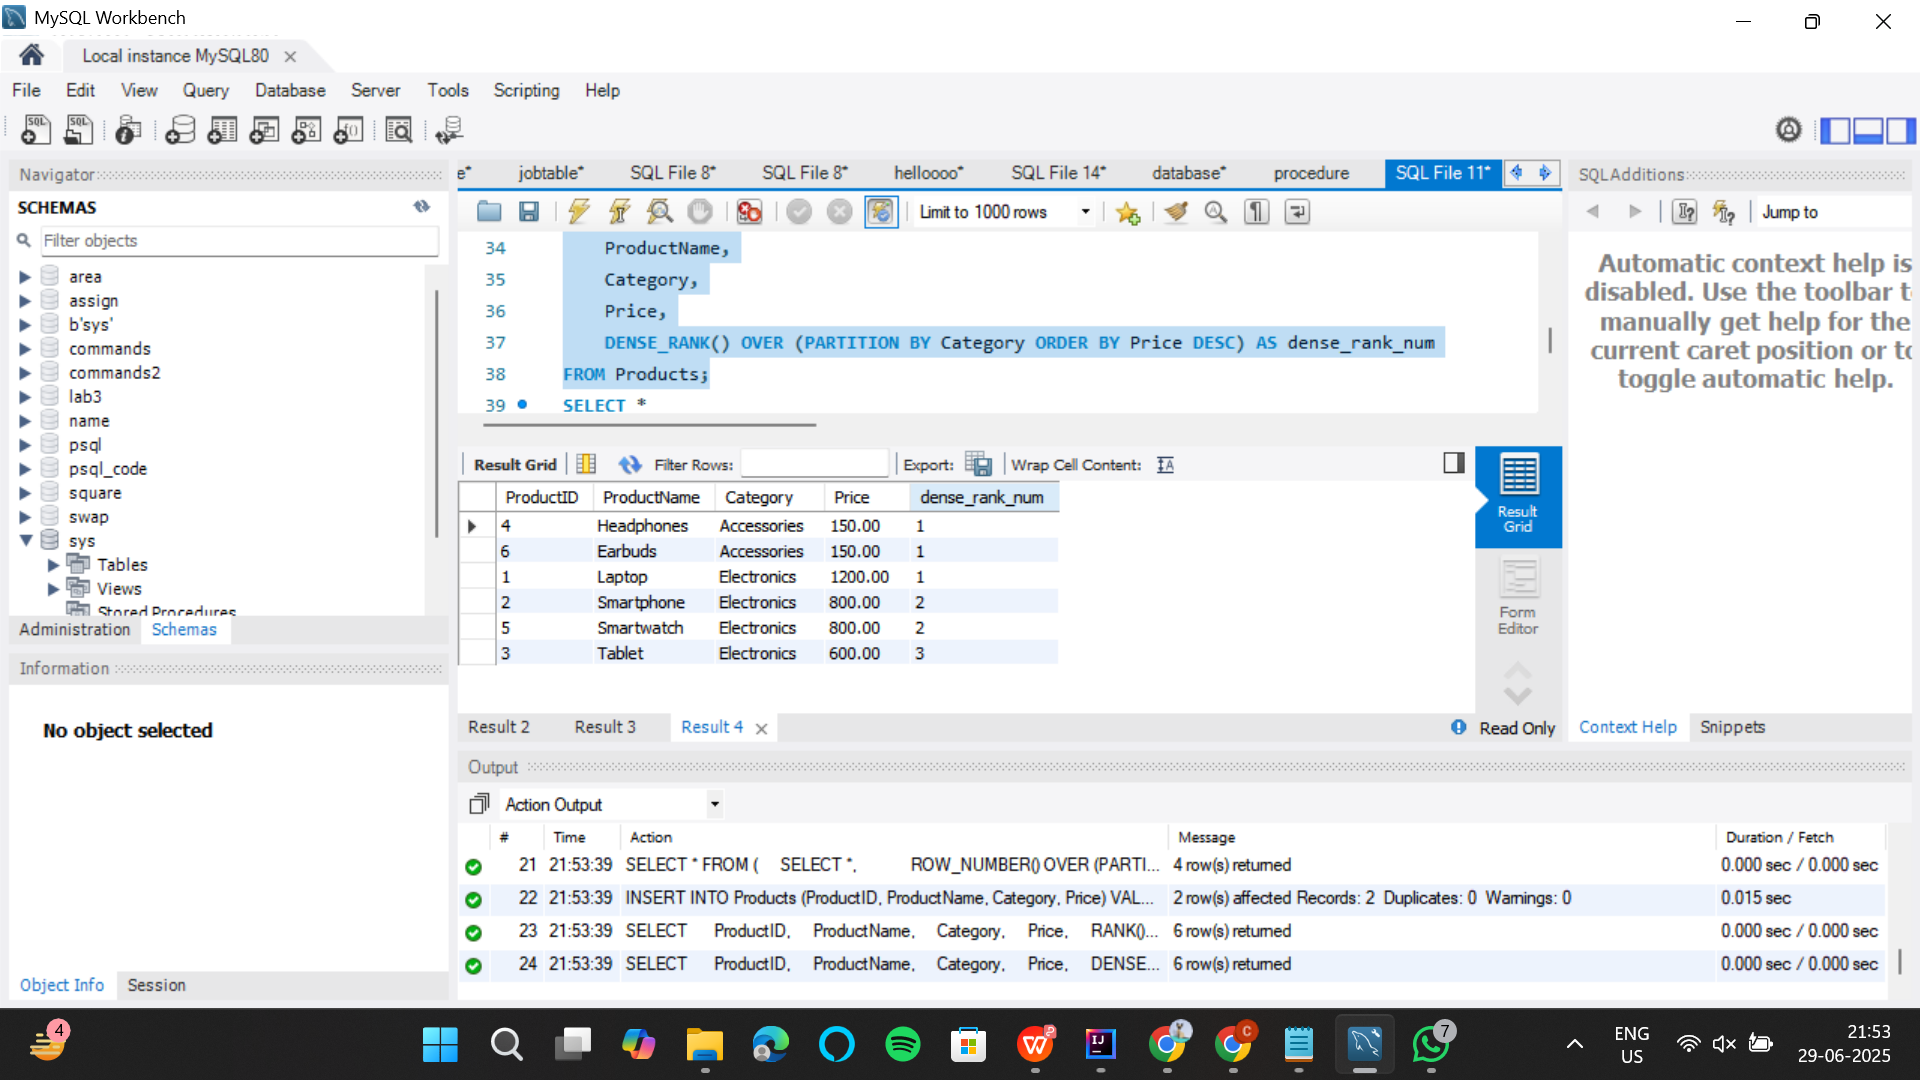 MySQL Workbench
Local instance MySQL80
File Edit View Query Database Server Tools Scripting Help
Navigator
SCHEMAS
Filter objects
area
assign
b'sys'
commands
commands2
lab3
name
psql
psql_code
square
swap
sys
Tables
Views
Stored Procedures
Administration Schemas
Information
No object selected
Object Info Session
e* jobtable* SQL File 8* SQL File 8* helloooo* SQL File 14* database* procedure SQL File 11*
Limit to 1000 rows
34 ProductName,
35 Category,
36 Price,
37 DENSE_RANK() OVER (PARTITION BY Category ORDER BY Price DESC) AS dense_rank_num
38 FROM Products;
39 SELECT *
Result Grid Filter Rows: Export: Wrap Cell Content:
ProductID ProductName Category Price dense_rank_num
4 Headphones Accessories 150.00 1
6 Earbuds Accessories 150.00 1
1 Laptop Electronics 1200.00 1
2 Smartphone Electronics 800.00 2
5 Smartwatch Electronics 800.00 2
3 Tablet Electronics 600.00 3
Result Grid
Form Editor
Result 2 Result 3 Result 4
Read Only
SQLAdditions
Jump to
Automatic context help is
disabled. Use the toolbar t
manually get help for the
current caret position or to
toggle automatic help.
Context Help Snippets
Output
Action Output
# Time Action Message Duration / Fetch
21 21:53:39 SELECT * FROM ( SELECT *, ROW_NUMBER() OVER (PARTI... 4 row(s) returned 0.000 sec / 0.000 sec
22 21:53:39 INSERT INTO Products (ProductID, ProductName, Category, Price) VAL... 2 row(s) affected Records: 2 Duplicates: 0 Warnings: 0 0.015 sec
23 21:53:39 SELECT ProductID, ProductName, Category, Price, RANK()... 6 row(s) returned 0.000 sec / 0.000 sec
24 21:53:39 SELECT ProductID, ProductName, Category, Price, DENSE... 6 row(s) returned 0.000 sec / 0.000 sec
4
C
7
ENG
US
21:53
29-06-2025